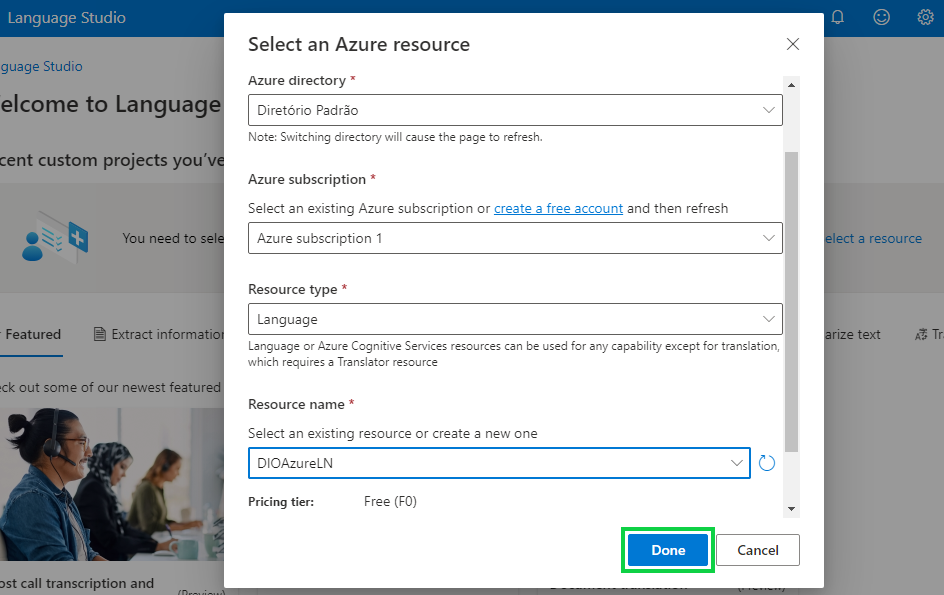 Language Studio
Select an Azure resource
guage Studio
Azure directory *
Diretório Padrão
elcome to Language
Note: Switching directory will cause the page to refresh.
cent custom projects you've
Azure subscription *
Select an existing Azure subscription or create a free account and then refresh
You need to sele
Azure subscription 1
elect a resource
Resource type *
Language
Featured
Extract information
arize text
Tra
Language or Azure Cognitive Services resources can be used for any capability except for translation,
which requires a Translator resource
eck out some of our newest featured
Resource name *
Select an existing resource or create a new one
DIOAzureLN
Pricing tier:
Free (F0)
Done
Cancel
ost call transcription and
(Preview)
Document translation
(Preview)